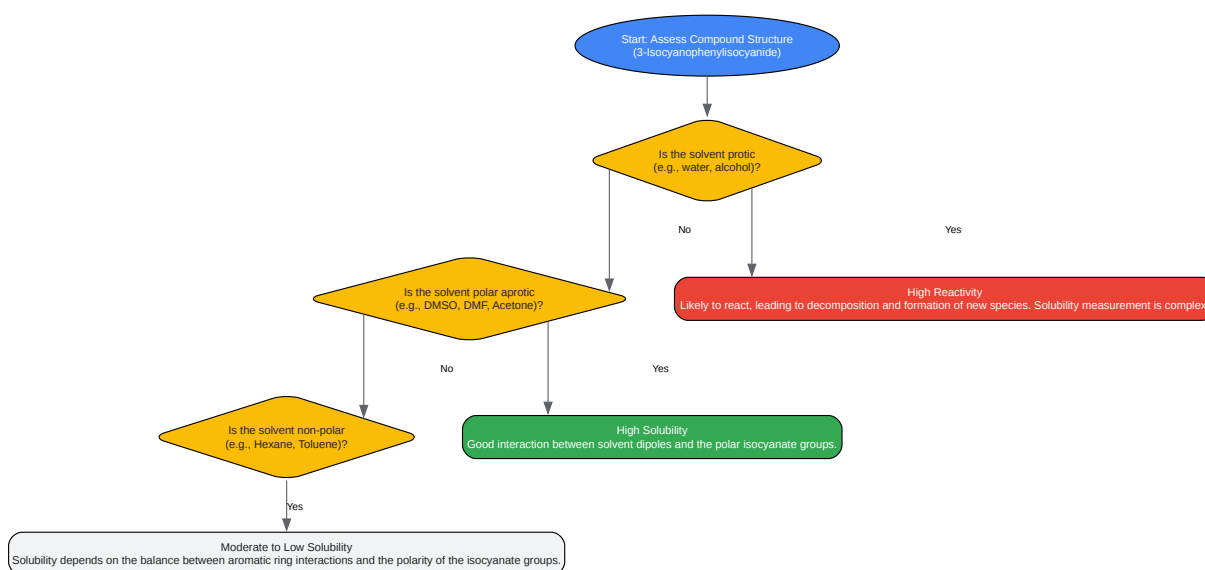 Start: Assess Compound Structure
(3-Isocyanophenylisocyanide)
Is the solvent protic
(e.g., water, alcohol)?
No
Yes
Is the solvent polar aprotic
(e.g., DMSO, DMF, Acetone)?
High Reactivity
Likely to react, leading to decomposition and formation of new species. Solubility measurement is complex
No
Yes
Is the solvent non-polar
(e.g., Hexane, Toluene)?
High Solubility
Good interaction between solvent dipoles and the polar isocyanate groups.
Yes
Moderate to Low Solubility
Solubility depends on the balance between aromatic ring interactions and the polarity of the isocyanate groups.